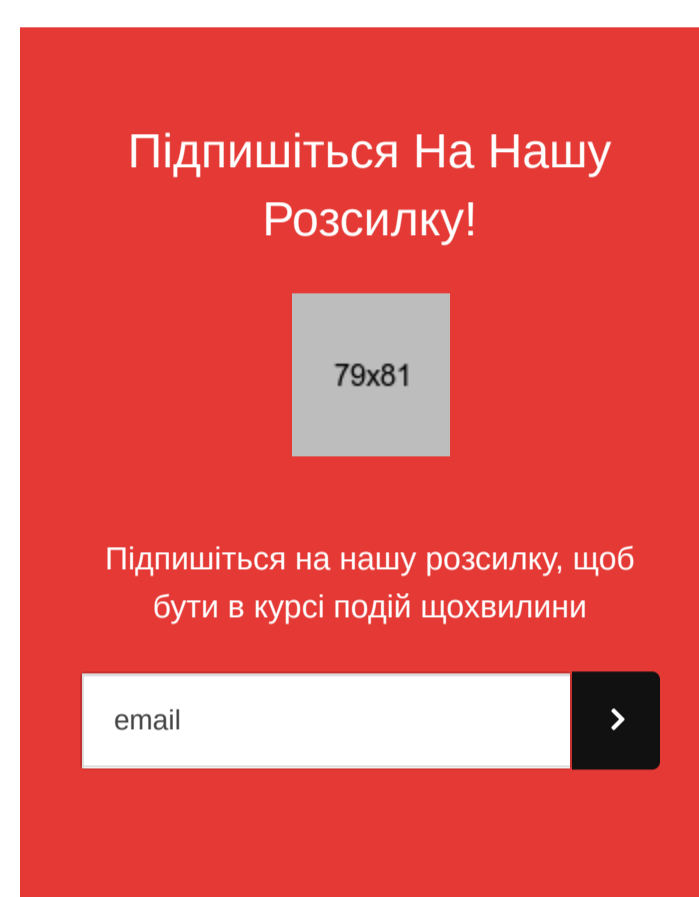 Підпишіться На Нашу
Розсилку!
79x81
Підпишіться на нашу розсилку, щоб
бути в курсі подій щохвилини
email